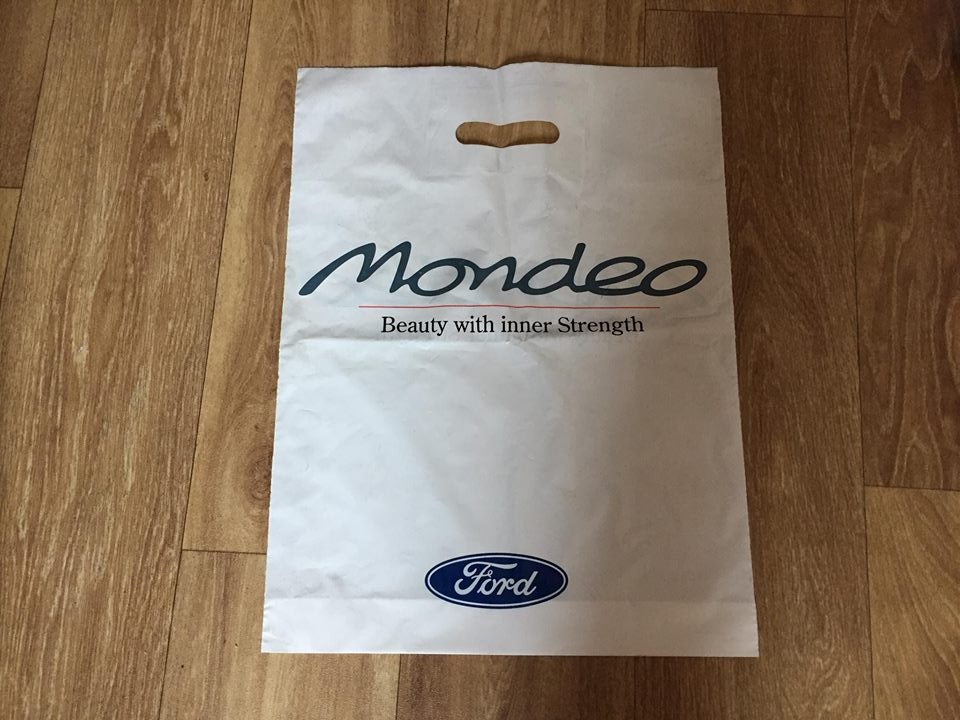 Mondeo
Beauty with inner Strength
Ford